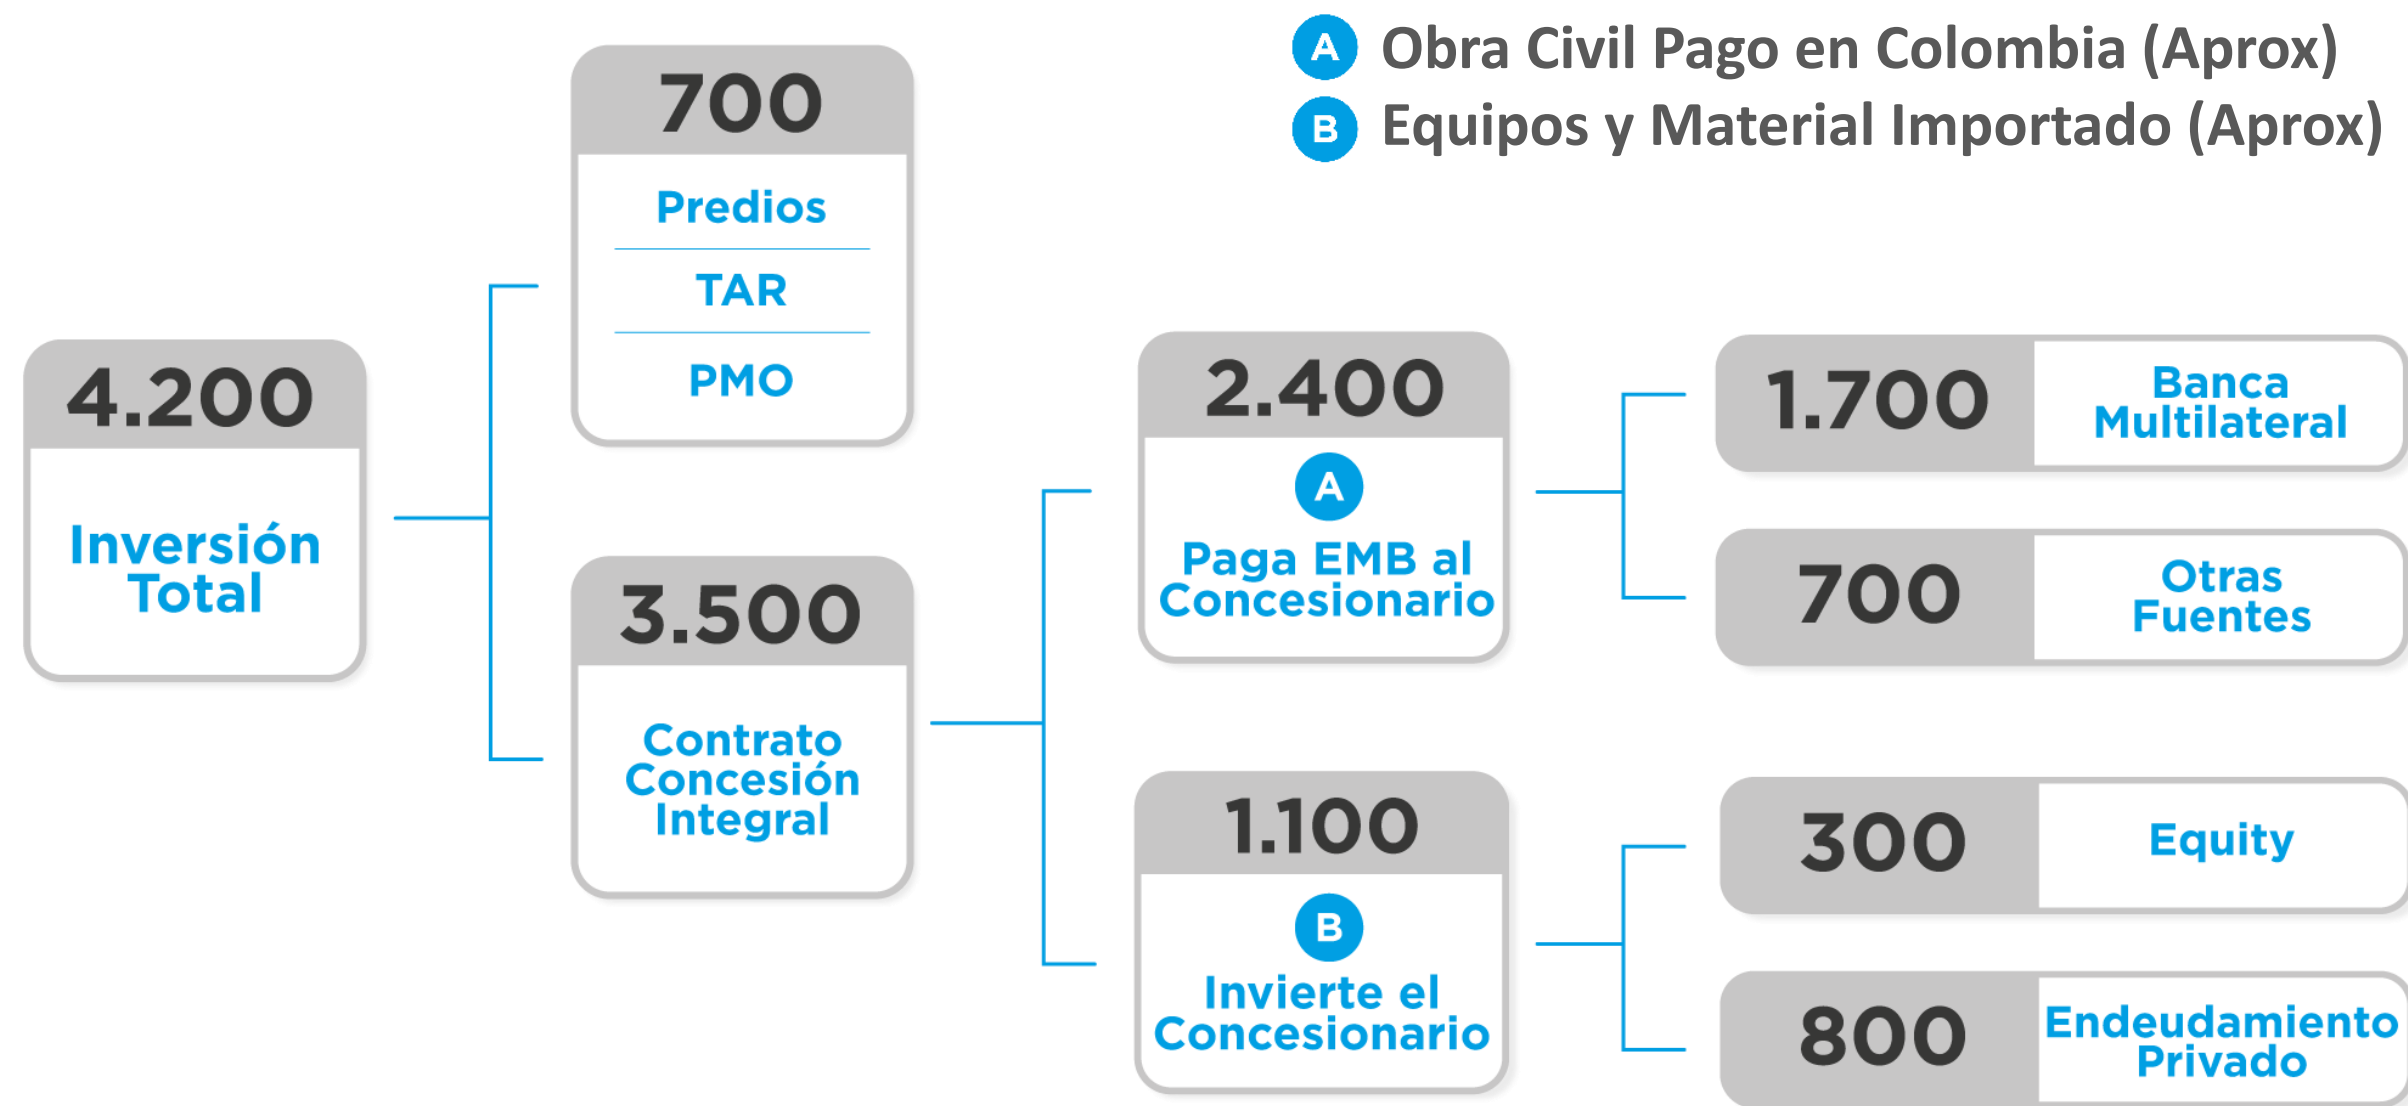 A Obra Civil Pago en Colombia (Aprox)
B Equipos y Material Importado (Aprox)
4.200
Inversión
Total
700
Predios
TAR
PMO
3.500
Contrato
Concesión
Integral
2.400
A
Paga EMB al
Concesionario
1.100
B
Invierte el
Concesionario
1.700
Banca
Multilateral
700
Otras
Fuentes
300
Equity
800
Endeudamiento
Privado